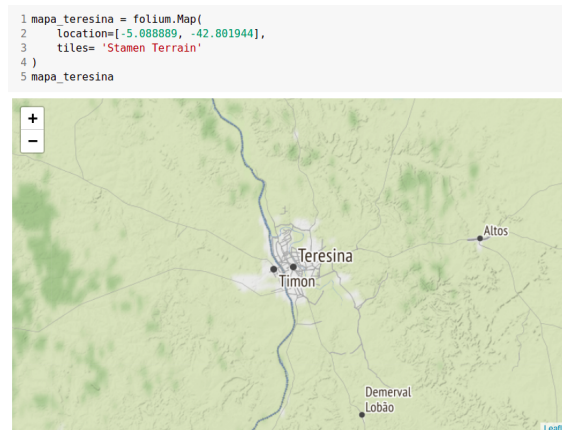 1 mapa_teresina = folium.Map(
2     location=[-5.088889, -42.801944],
3     tiles= 'Stamen Terrain'
4 )
5 mapa_teresina
+
−
Altos
Teresina
Timon
Demerval
Lobão
Leafl